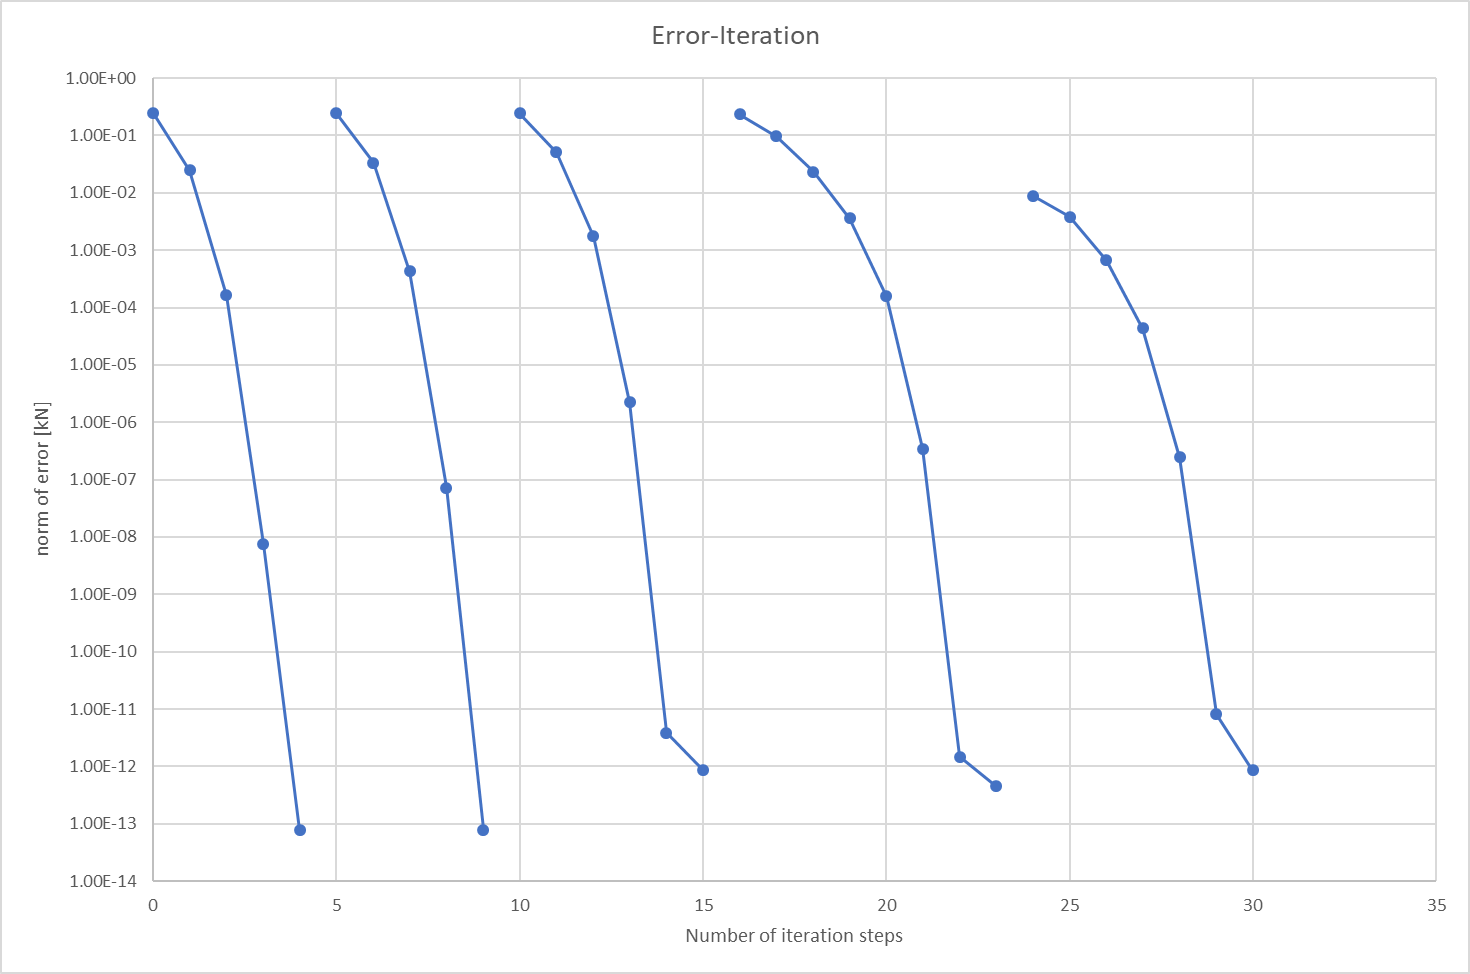 Error-Iteration
1.00E+00
1.00E-01
1.00E-02
1.00E-03
1.00E-04
1.00E-05
1.00E-06
1.00E-07
1.00E-08
1.00E-09
1.00E-10
1.00E-11
1.00E-12
1.00E-13
1.00E-14
norm of error [kN]
0 5 10 15 20 25 30 35
Number of iteration steps